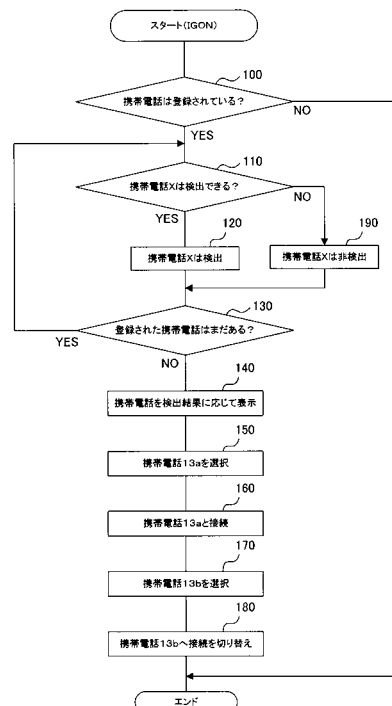 スタート(IGON)
100
携帯電話は登録されている?
NO
YES
110
携帯電話Xは検出できる?
NO
YES
120
190
携帯電話Xは検出
携帯電話Xは非検出
130
登録された携帯電話はまだある?
YES
NO
140
携帯電話を検出結果に応じて表示
150
携帯電話13aを選択
160
携帯電話13aと接続
170
携帯電話13bを選択
180
携帯電話13bへ接続を切り替え
エンド